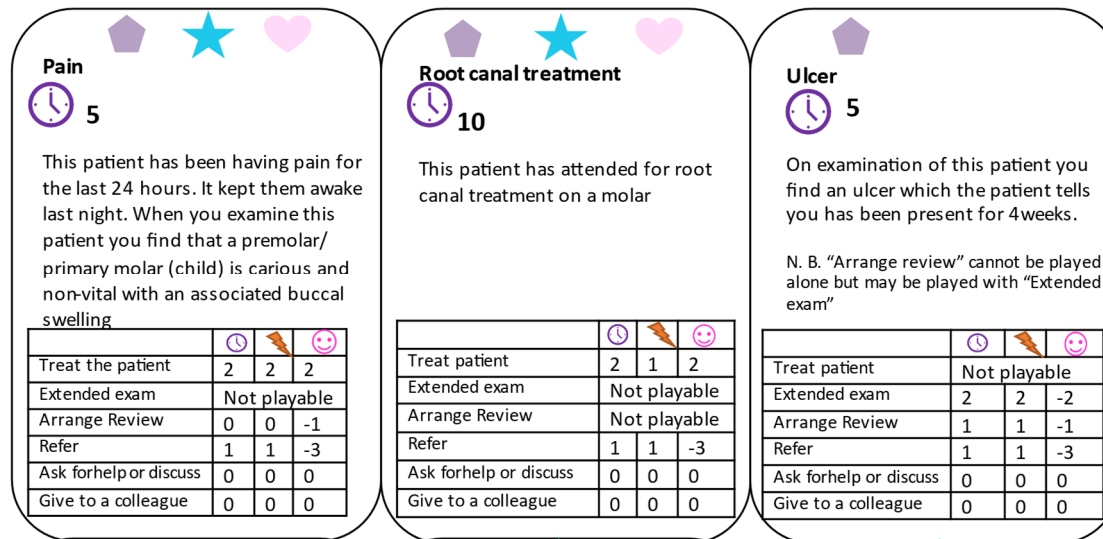 Pain
5
This patient has been having pain for
the last 24 hours. It kept them awake
last night. When you examine this
patient you find that a premolar/
primary molar (child) is carious and
non-vital with an associated buccal
swelling
Treat the patient 2 2 2
Extended exam Not playable
Arrange Review 0 0 -1
Refer 1 1 -3
Ask forhelp or discuss 0 0 0
Give to a colleague 0 0 0
Root canal treatment
10
This patient has attended for root
canal treatment on a molar
Treat patient 2 1 2
Extended exam Not playable
Arrange Review Not playable
Refer 1 1 -3
Ask forhelp or discuss 0 0 0
Give to a colleague 0 0 0
Ulcer
5
On examination of this patient you
find an ulcer which the patient tells
you has been present for 4weeks.
N. B. “Arrange review” cannot be played
alone but may be played with “Extended
exam”
Treat patient Not playable
Extended exam 2 2 -2
Arrange Review 1 1 -1
Refer 1 1 -3
Ask forhelp or discuss 0 0 0
Give to a colleague 0 0 0